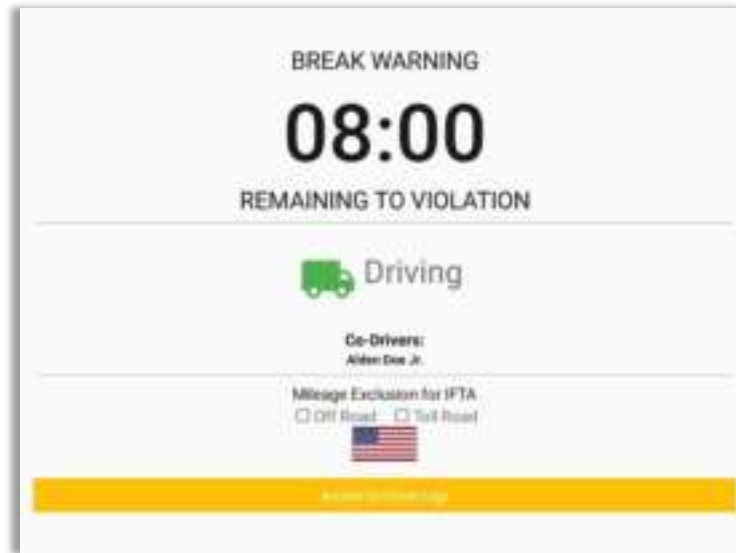 BREAK WARNING
08:00
REMAINING TO VIOLATION
Driving
Co-Drivers:
Alden Doe Jr.
Mileage Exclusion for IFTA
Off Road Toll Road